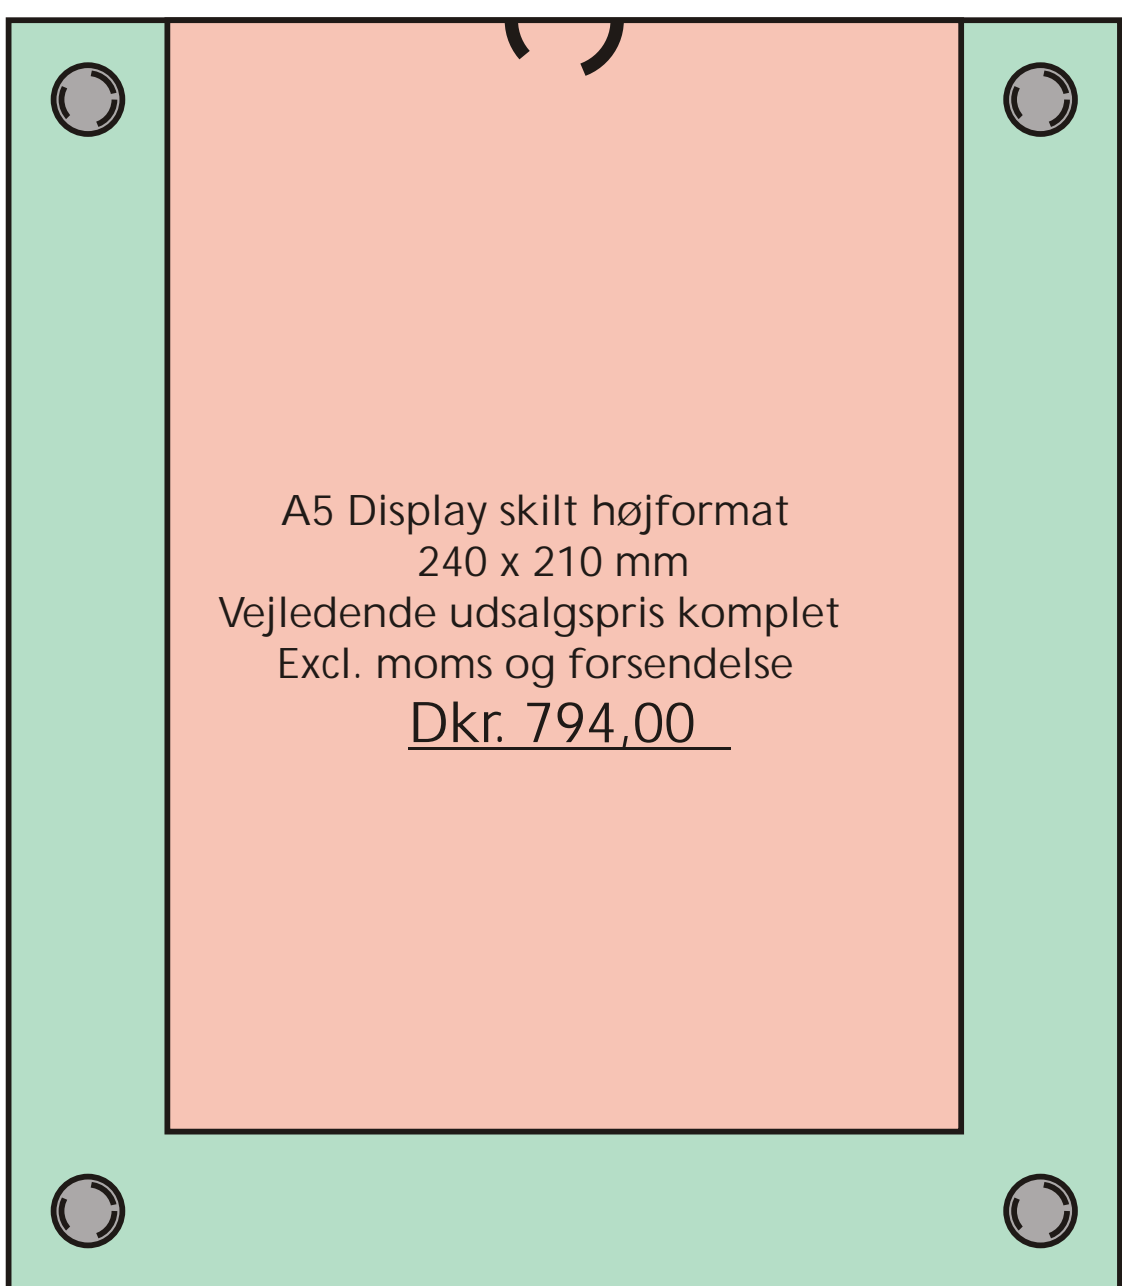 A5 Display skilt højformat
240 x 210 mm
Vejledende udsalgspris komplet
Excl. moms og forsendelse
Dkr. 794,00